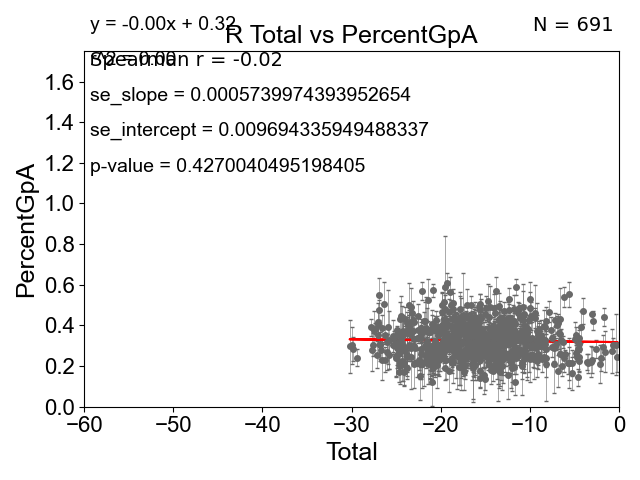 y = -0.00x + 0.32
R Total vs PercentGpA
N = 691
Spearman r = -0.02
se_slope = 0.0005739974393952654
se_intercept = 0.009694335949488337
p-value = 0.4270040495198405
PercentGpA
1.6
1.4
1.2
1.0
0.8
0.6
0.4
0.2
0.0
−60
−50
−40
−30
−20
−10
0
Total